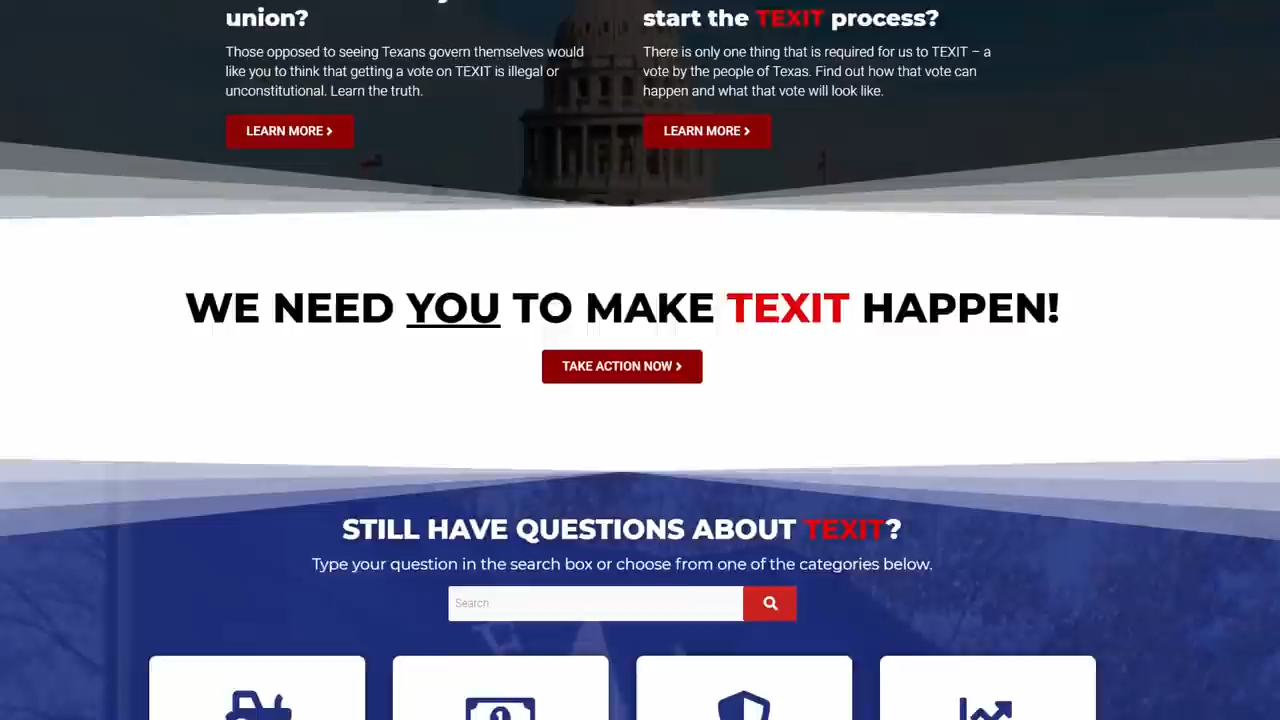 union?
Those opposed to seeing Texans govern themselves would
like you to think that getting a vote on TEXIT is illegal or
unconstitutional. Learn the truth.
LEARN MORE
start the TEXIT process?
There is only one thing that is required for us to TEXIT – a
vote by the people of Texas. Find out how that vote can
happen and what that vote will look like.
LEARN MORE
WE NEED YOU TO MAKE TEXIT HAPPEN!
TAKE ACTION NOW
STILL HAVE QUESTIONS ABOUT TEXIT?
Type your question in the search box or choose from one of the categories below.
Search